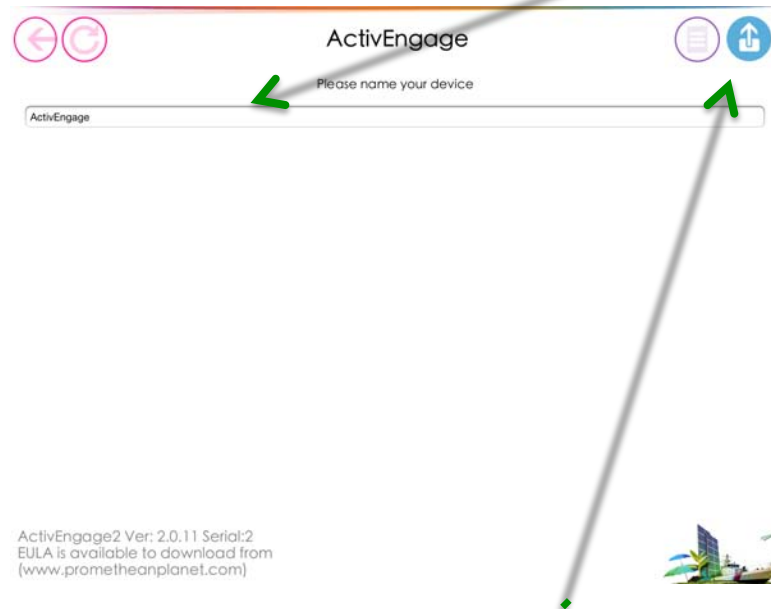 ActivEngage
Please name your device
ActivEngage
ActivEngage2 Ver: 2.0.11 Serial:2
EULA is available to download from
(www.prometheanplanet.com)